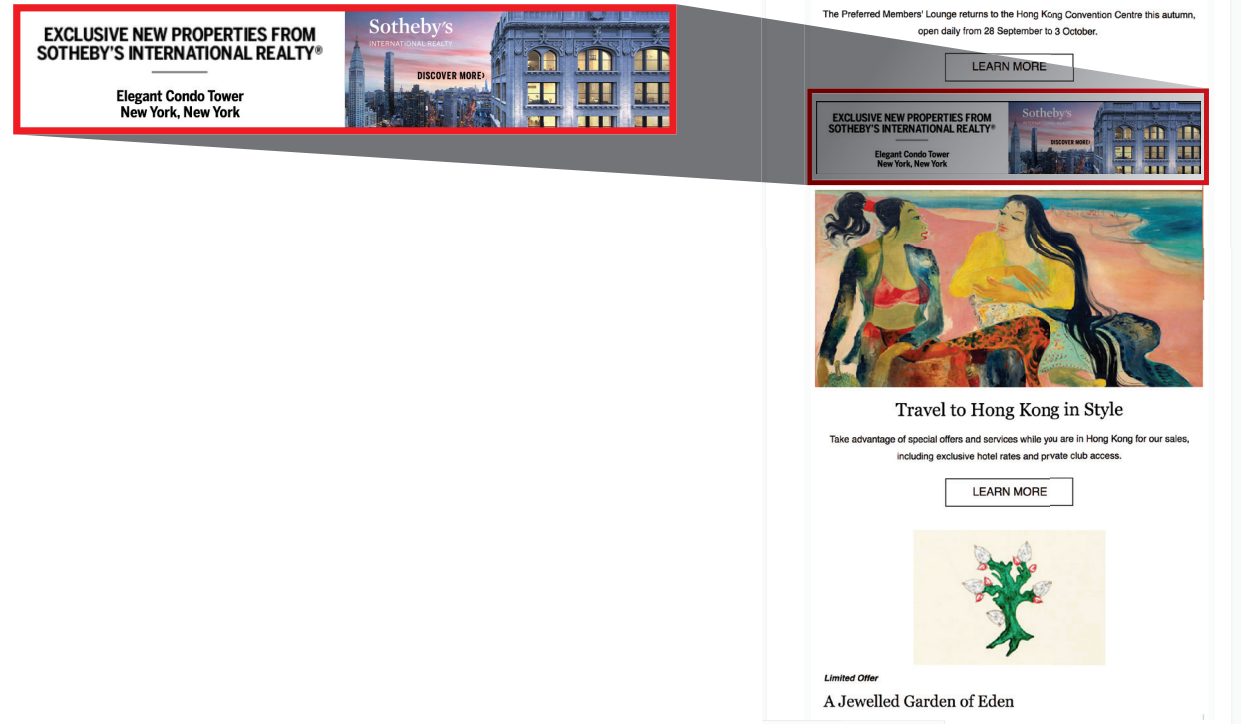 EXCLUSIVE NEW PROPERTIES FROM
SOTHEBY'S INTERNATIONAL REALTY®
Elegant Condo Tower
New York, New York
Sotheby's
INTERNATIONAL REALTY
DISCOVER MORE›
The Preferred Members' Lounge returns to the Hong Kong Convention Centre this autumn,
open daily from 28 September to 3 October.
LEARN MORE
EXCLUSIVE NEW PROPERTIES FROM
SOTHEBY'S INTERNATIONAL REALTY®
Elegant Condo Tower
New York, New York
Sotheby's
INTERNATIONAL REALTY
DISCOVER MORE›
Travel to Hong Kong in Style
Take advantage of special offers and services while you are in Hong Kong for our sales,
including exclusive hotel rates and prvate club access.
LEARN MORE
Limited Offer
A Jewelled Garden of Eden